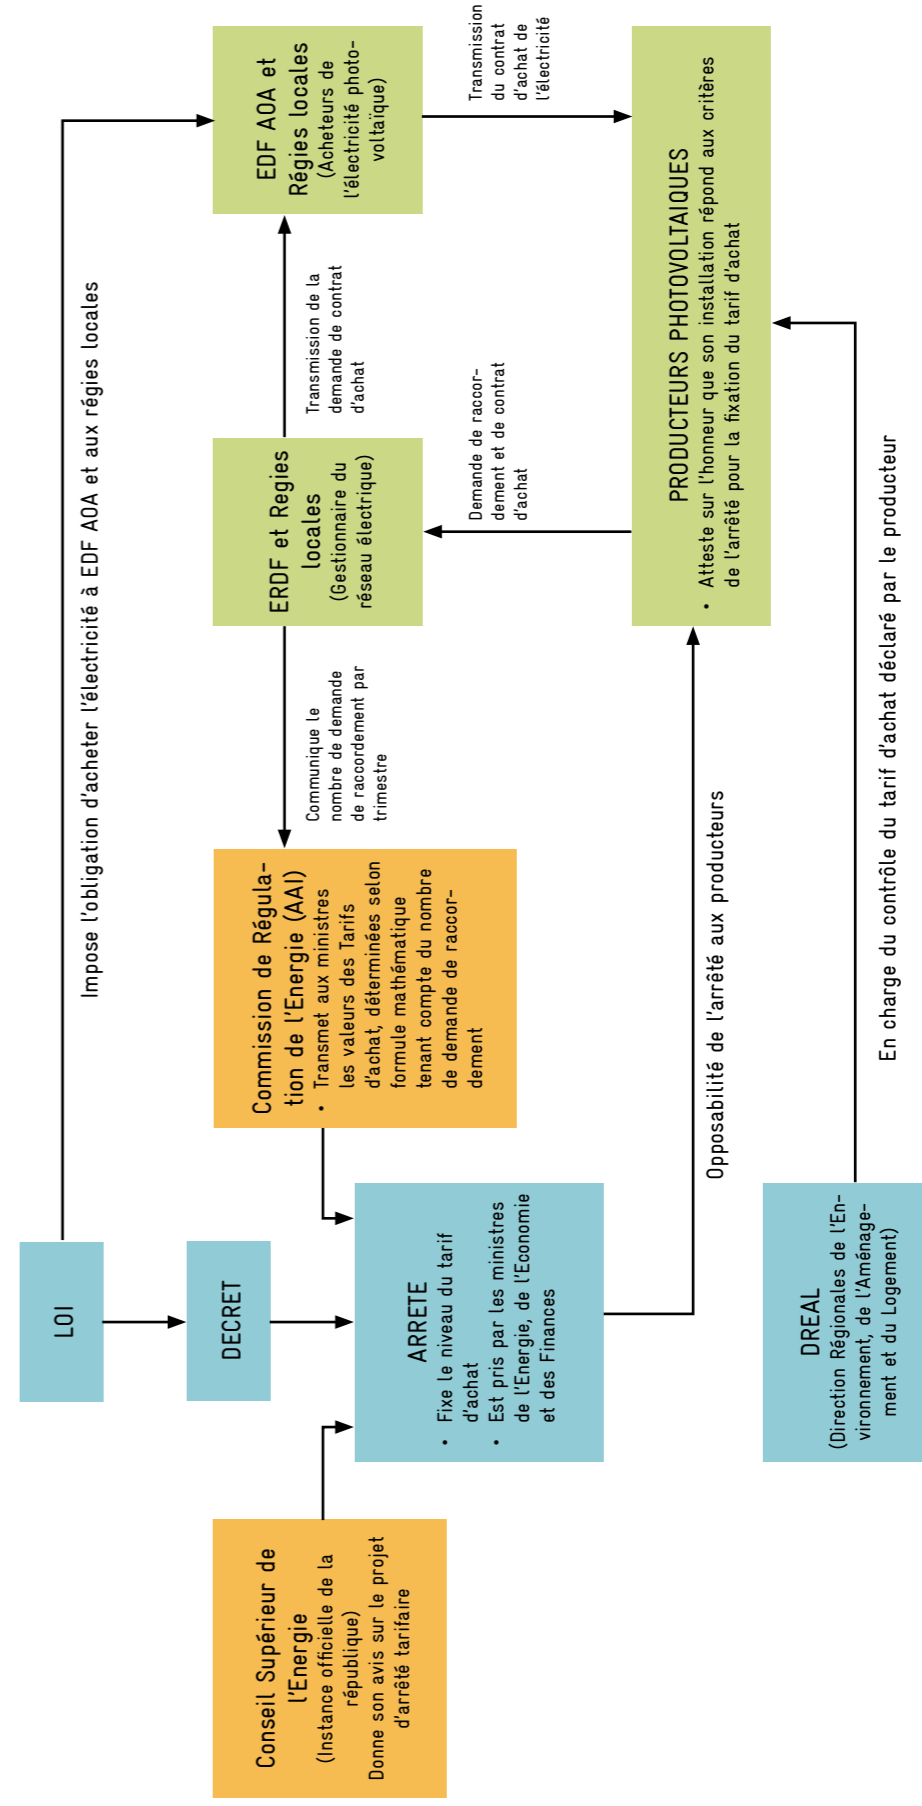 LOI
Impose l'obligation d'acheter l'électricité à EDF AOA et aux régies locales
DECRET
Conseil Supérieur de
l'Energie
(Instance officielle de la
république)
Donne son avis sur le projet
d'arrêté tarifaire
ARRETE
• Fixe le niveau du tarif
d'achat
• Est pris par les ministres
de l'Energie, de l'Economie
et des Finances
Commission de Régula-
tion de l'Energie (AAI)
• Transmet aux ministres
les valeurs des Tarifs
d'achat, déterminées selon
formule mathématique
tenant compte du nombre
de demande de raccor-
dement
Communique le
nombre de demande
de raccordement par
trimestre
ERDF et Regies
locales
(Gestionnaire du
réseau électrique)
Transmission de la
demande de contrat
d'achat
EDF AOA et
Régies locales
(Acheteurs de
l'électricité photo-
voltaïque)
Demande de raccor-
dement et de contrat
d'achat
Transmission
du contrat
d'achat de
l'électricité
Opposabilité de l'arrêté aux producteurs
PRODUCTEURS PHOTOVOLTAIQUES
• Atteste sur l'honneur que son installation répond aux critères
de l'arrêté pour la fixation du tarif d'achat
DREAL
(Direction Régionales de l'En-
vironnement, de l'Aménage-
ment et du Logement)
En charge du contrôle du tarif d'achat déclaré par le producteur